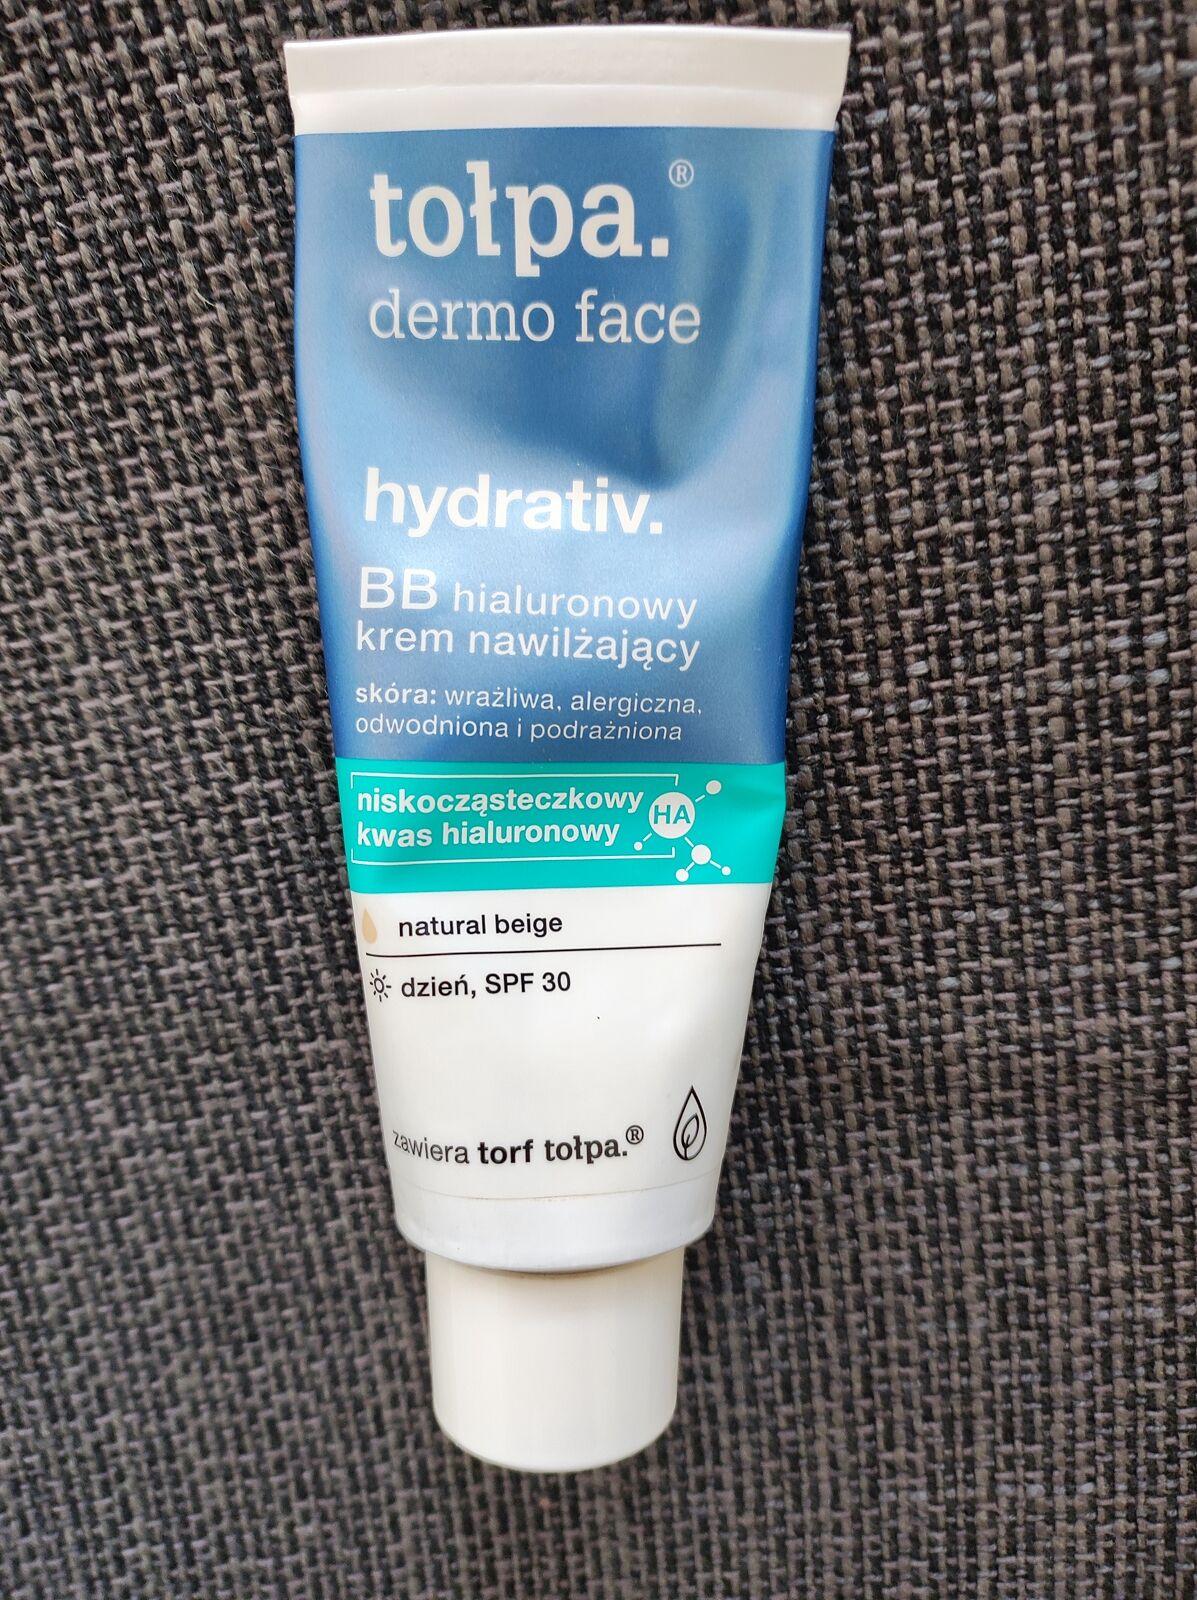 tołpa.®
dermo face
hydrativ.
BB hialuronowy
krem nawilżający
skóra: wrażliwa, alergiczna,
odwodniona i podrażniona
niskocząsteczkowy
kwas hialuronowy
HA
natural beige
dzień, SPF 30
zawiera torf tołpa.®